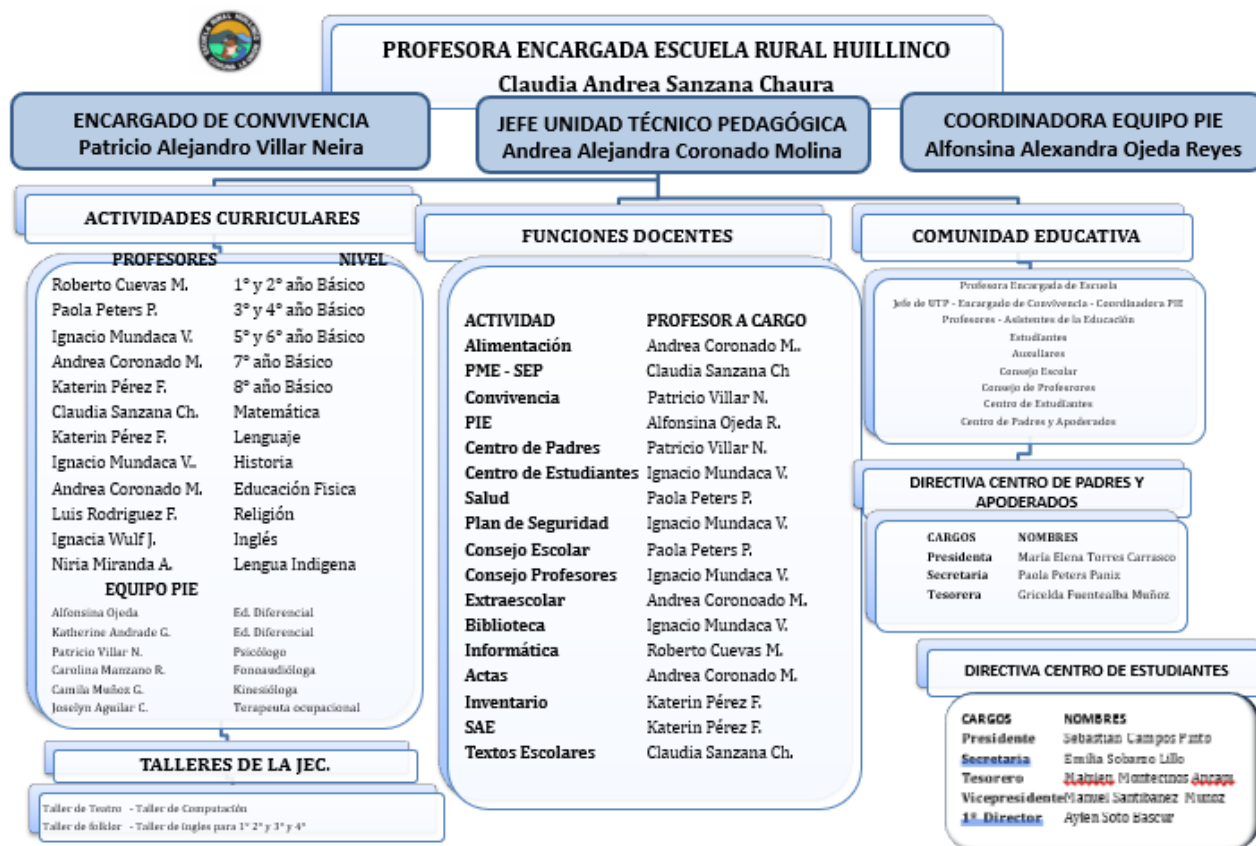 ESCUELA RURAL HUILLINCO
COMUNA LA UNION
PROFESORA ENCARGADA ESCUELA RURAL HUILLINCO
Claudia Andrea Sanzana Chaura
ENCARGADO DE CONVIVENCIA
Patricio Alejandro Villar Neira
JEFE UNIDAD TÉCNICO PEDAGÓGICA
Andrea Alejandra Coronado Molina
COORDINADORA EQUIPO PIE
Alfonsina Alexandra Ojeda Reyes
ACTIVIDADES CURRICULARES
PROFESORES NIVEL
Roberto Cuevas M. 1° y 2° año Básico
Paola Peters P. 3° y 4° año Básico
Ignacio Mundaca V. 5° y 6° año Básico
Andrea Coronado M. 7° año Básico
Katerin Pérez F. 8° año Básico
Claudia Sanzana Ch. Matemática
Katerin Pérez F. Lenguaje
Ignacio Mundaca V.. Historia
Andrea Coronado M. Educación Fisica
Luis Rodriguez F. Religión
Ignacia Wulf J. Inglés
Niria Miranda A. Lengua Indigena
EQUIPO PIE
Alfonsina Ojeda Ed. Diferencial
Katherine Andrade G. Ed. Diferencial
Patricio Villar N. Psicólogo
Carolina Manzano R. Fonoaudióloga
Camila Muñoz G. Kinesióloga
Joselyn Aguilar C. Terapeuta ocupacional
TALLERES DE LA JEC.
Taller de Teatro - Taller de Computación
Taller de folklor - Taller de Ingles para 1° 2° y 3° y 4°
FUNCIONES DOCENTES
ACTIVIDAD PROFESOR A CARGO
Alimentación Andrea Coronado M..
PME - SEP Claudia Sanzana Ch
Convivencia Patricio Villar N.
PIE Alfonsina Ojeda R.
Centro de Padres Patricio Villar N.
Centro de Estudiantes Ignacio Mundaca V.
Salud Paola Peters P.
Plan de Seguridad Ignacio Mundaca V.
Consejo Escolar Paola Peters P.
Consejo Profesores Ignacio Mundaca V.
Extraescolar Andrea Coronoado M.
Biblioteca Ignacio Mundaca V.
Informática Roberto Cuevas M.
Actas Andrea Coronado M.
Inventario Katerin Pérez F.
SAE Katerin Pérez F.
Textos Escolares Claudia Sanzana Ch.
COMUNIDAD EDUCATIVA
Profesora Encargada de Escuela
Jefe de UTP - Encargado de Convivencia - Coordinadora PIE
Profesores - Asistentes de la Educación
Estudiantes
Auxiliares
Consejo Escolar
Consejo de Profesores
Centro de Estudiantes
Centro de Padres y Apoderados
DIRECTIVA CENTRO DE PADRES Y
APODERADOS
CARGOS NOMBRES
Presidenta María Elena Torres Carrasco
Secretaria Paola Peters Paniz
Tesorera Gricelda Fuentealba Muñoz
DIRECTIVA CENTRO DE ESTUDIANTES
CARGOS NOMBRES
Presidente Sebastian Campos Pinto
Secretaria Emilia Sobarzo Lillo
Tesorero Montecinos
Vicepresidente Manuel Santibanez Munoz
1° Director Aylen Soto Bascur